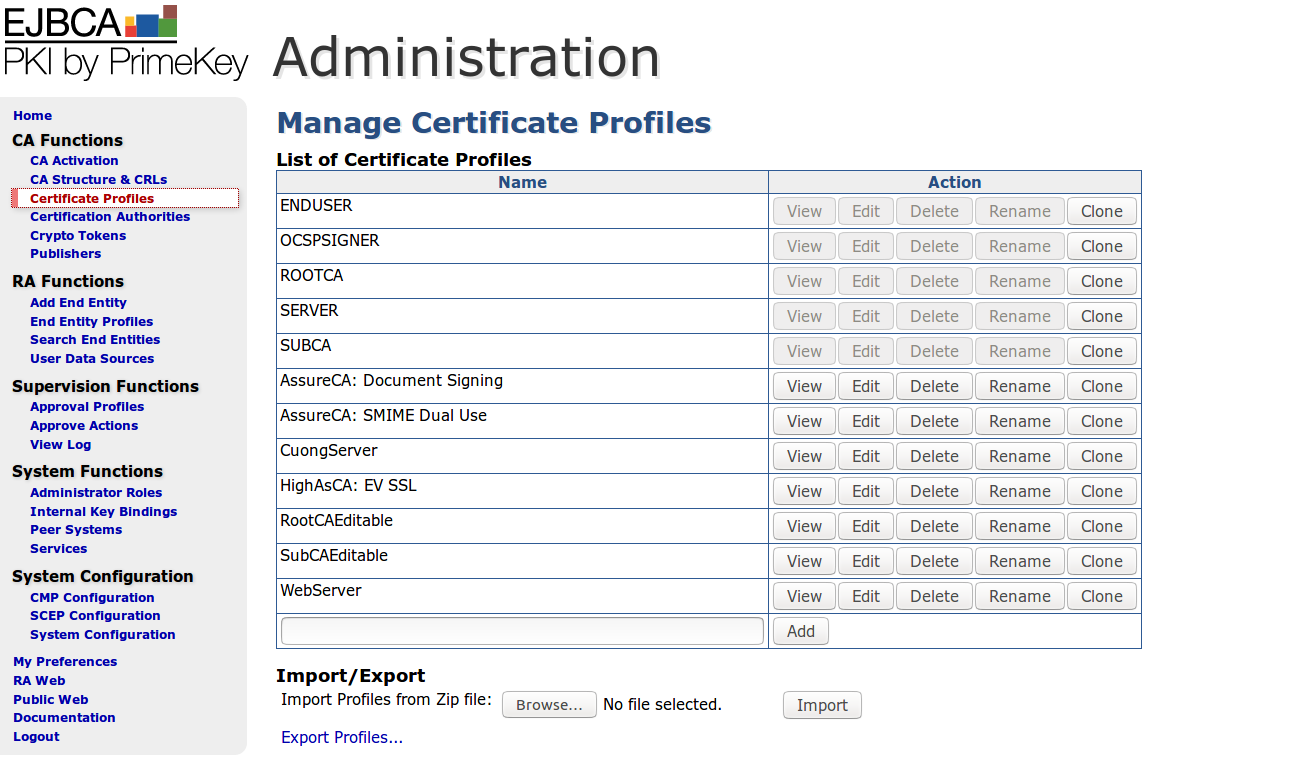 EJBCA
PKI by PrimeKey
Administration
Home
CA Functions
CA Activation
CA Structure & CRLs
Certificate Profiles
Certification Authorities
Crypto Tokens
Publishers
RA Functions
Add End Entity
End Entity Profiles
Search End Entities
User Data Sources
Supervision Functions
Approval Profiles
Approve Actions
View Log
System Functions
Administrator Roles
Internal Key Bindings
Peer Systems
Services
System Configuration
CMP Configuration
SCEP Configuration
System Configuration
My Preferences
RA Web
Public Web
Documentation
Logout
Manage Certificate Profiles
List of Certificate Profiles
Name Action
ENDUSER View Edit Delete Rename Clone
OCSPSIGNER View Edit Delete Rename Clone
ROOTCA View Edit Delete Rename Clone
SERVER View Edit Delete Rename Clone
SUBCA View Edit Delete Rename Clone
AssureCA: Document Signing View Edit Delete Rename Clone
AssureCA: SMIME Dual Use View Edit Delete Rename Clone
CuongServer View Edit Delete Rename Clone
HighAsCA: EV SSL View Edit Delete Rename Clone
RootCAEditable View Edit Delete Rename Clone
SubCAEditable View Edit Delete Rename Clone
WebServer View Edit Delete Rename Clone
Add
Import/Export
Import Profiles from Zip file: Browse... No file selected. Import
Export Profiles...